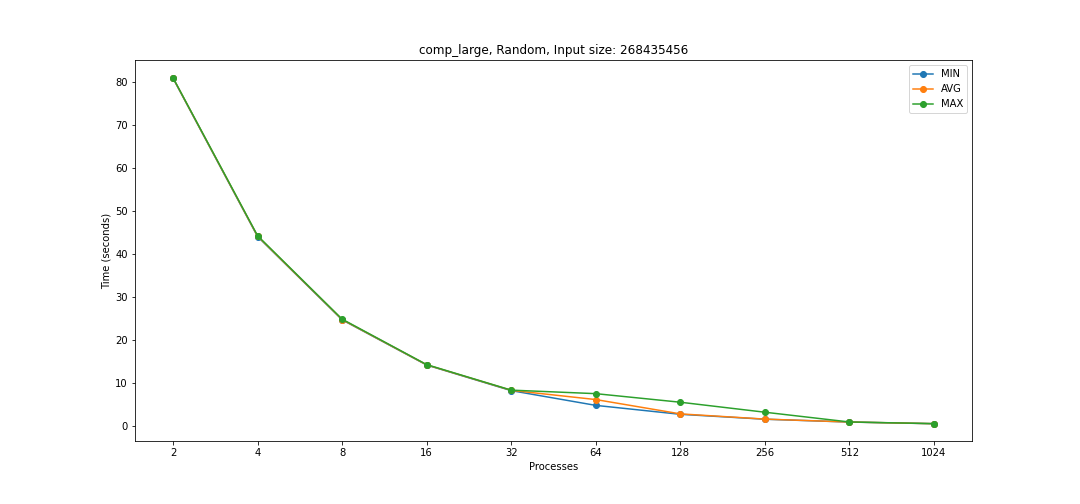 comp_large, Random, Input size: 268435456
MIN
AVG
MAX
Time (seconds)
80
70
60
50
40
30
20
10
0
2 4 8 16 32 64 128 256 512 1024
Processes